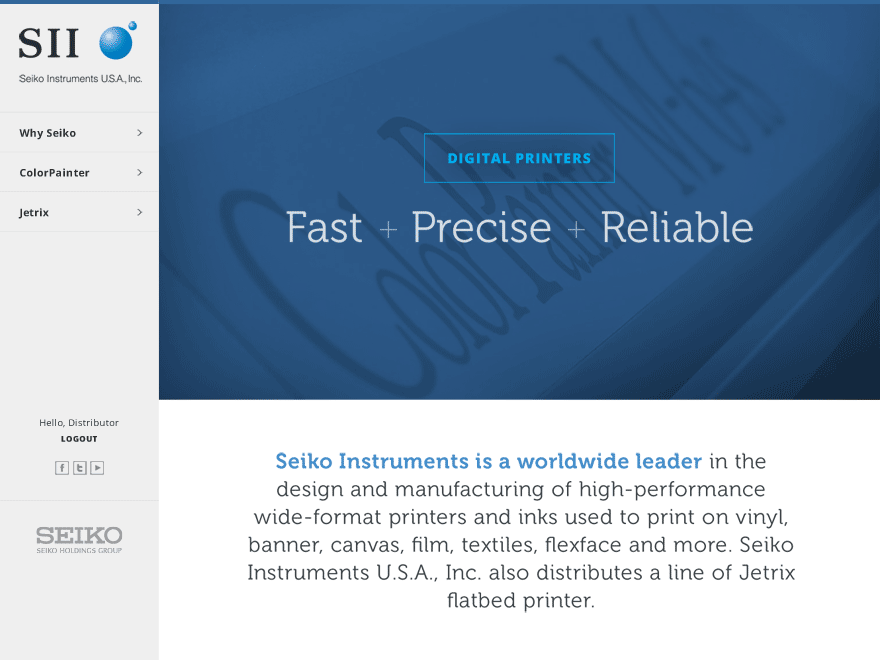 SII
Seiko Instruments U.S.A., Inc.
Why Seiko
ColorPainter
Jetrix
Hello, Distributor
LOGOUT
SEIKO
SEIKO HOLDINGS GROUP
DIGITAL PRINTERS
Fast + Precise + Reliable
Seiko Instruments is a worldwide leader in the
design and manufacturing of high-performance
wide-format printers and inks used to print on vinyl,
banner, canvas, film, textiles, flexface and more. Seiko
Instruments U.S.A., Inc. also distributes a line of Jetrix
flatbed printer.